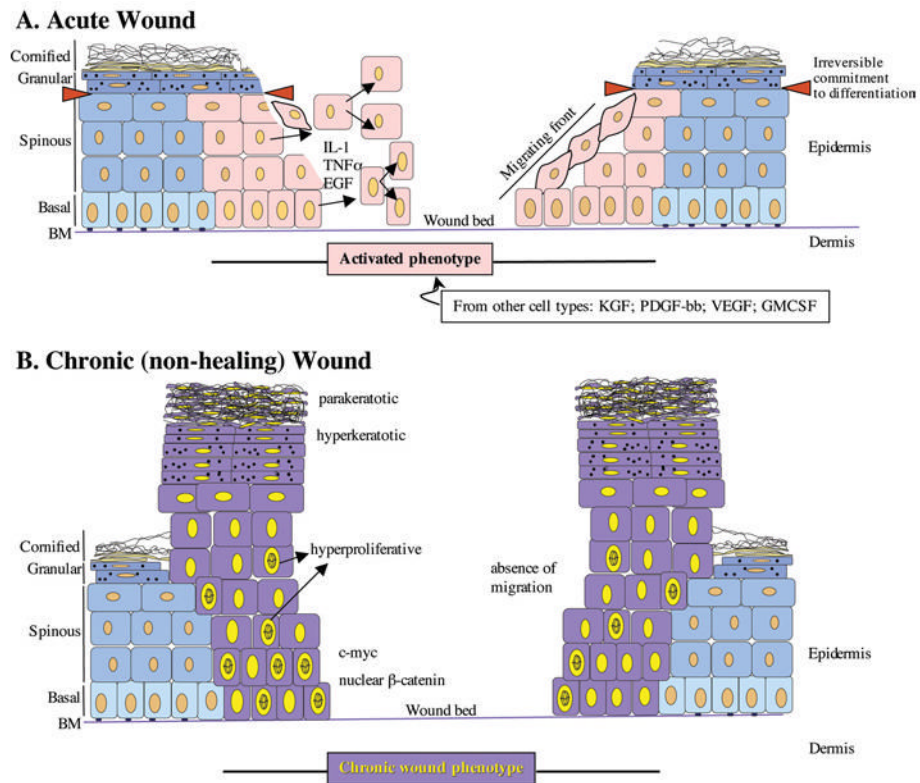 A. Acute Wound
Cornified
Granular
Spinous
Basal
BM
IL-1
TNFα
EGF
Migrating front
Irreversible
commitment
to differentiation
Epidermis
Wound bed
Dermis
Activated phenotype
From other cell types: KGF; PDGF-bb; VEGF; GMCSF
B. Chronic (non-healing) Wound
parakeratotic
hyperkeratotic
Cornified
Granular
hyperproliferative
absence of
migration
Spinous
c-myc
nuclear β-catenin
Epidermis
Basal
BM
Wound bed
Dermis
Chronic wound phenotype